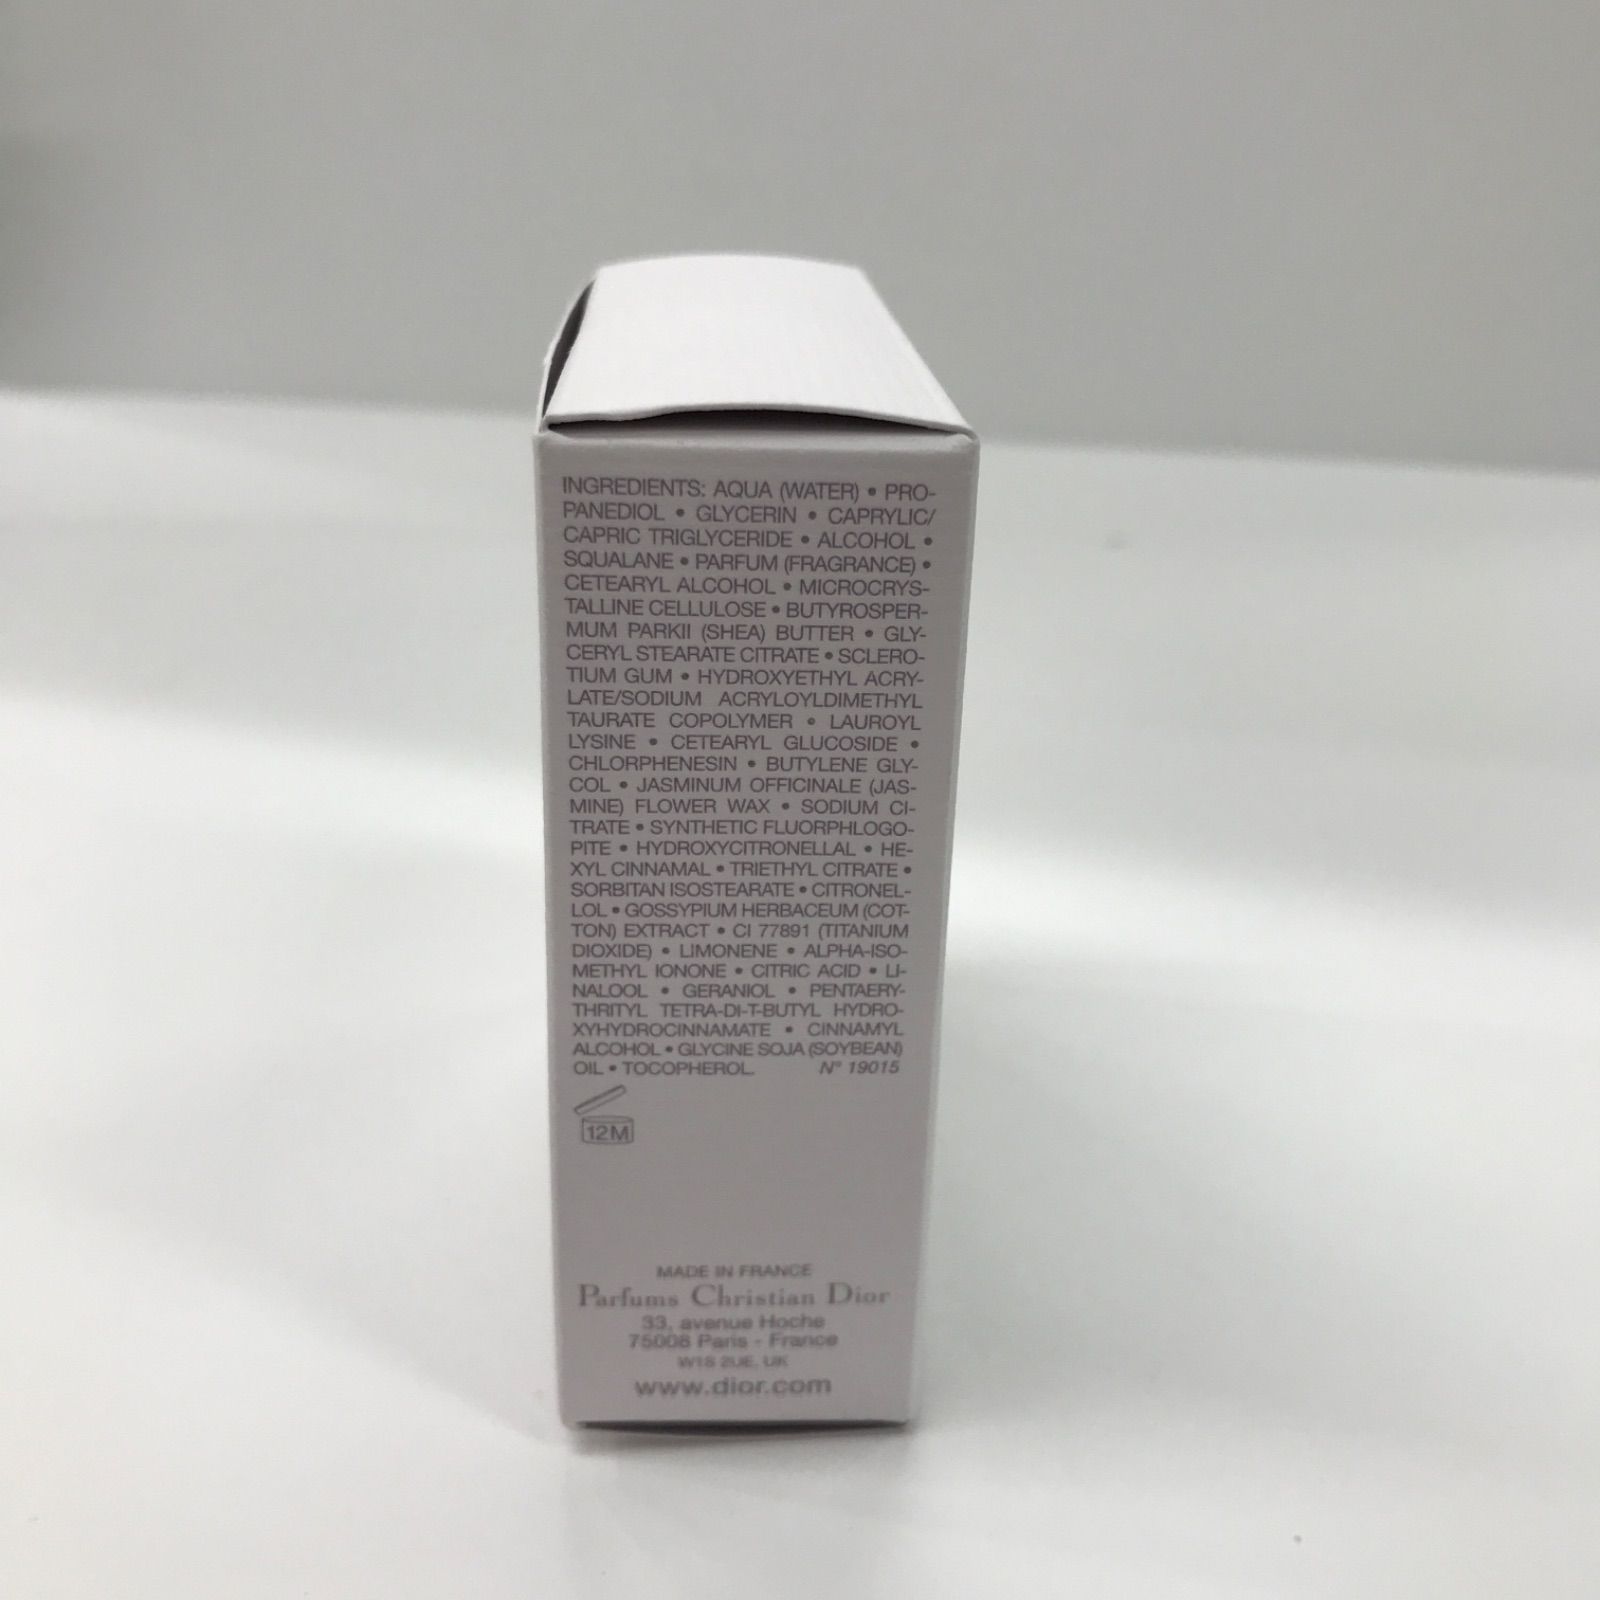 INGREDIENTS: AQUA (WATER) • PRO-
PANEDIOL • GLYCERIN • CAPRYLIC/
CAPRIC TRIGLYCERIDE • ALCOHOL •
SQUALANE • PARFUM (FRAGRANCE) •
CETEARYL ALCOHOL • MICROCRYS-
TALLINE CELLULOSE • BUTYROSPER-
MUM PARKII (SHEA) BUTTER • GLY-
CERYL STEARATE CITRATE • SCLERO-
TIUM GUM • HYDROXYETHYL ACRY-
LATE/SODIUM ACRYLOYLDIMETHYL
TAURATE COPOLYMER • LAUROYL
LYSINE • CETEARYL GLUCOSIDE •
CHLORPHENESIN • BUTYLENE GLY-
COL • JASMINUM OFFICINALE (JAS-
MINE) FLOWER WAX • SODIUM CI-
TRATE • SYNTHETIC FLUORPHLOGO-
PITE • HYDROXYCITRONELLAL • HE-
XYL CINNAMAL • TRIETHYL CITRATE •
SORBITAN ISOSTEARATE • CITRONEL-
LOL • GOSSYPIUM HERBACEUM (COT-
TON) EXTRACT • CI 77891 (TITANIUM
DIOXIDE) • LIMONENE • ALPHA-ISO-
METHYL IONONE • CITRIC ACID • LI-
NALOOL • GERANIOL • PENTAERY-
THRITYL TETRA-DI-T-BUTYL HYDRO-
XYHYDROCINNAMATE • CINNAMYL
ALCOHOL • GLYCINE SOJA (SOYBEAN)
OIL • TOCOPHEROL. N° 19015
12M
MADE IN FRANCE
Parfums Christian Dior
33, avenue Hoche
75008 Paris - France
W1S 2UE, UK
www.dior.com